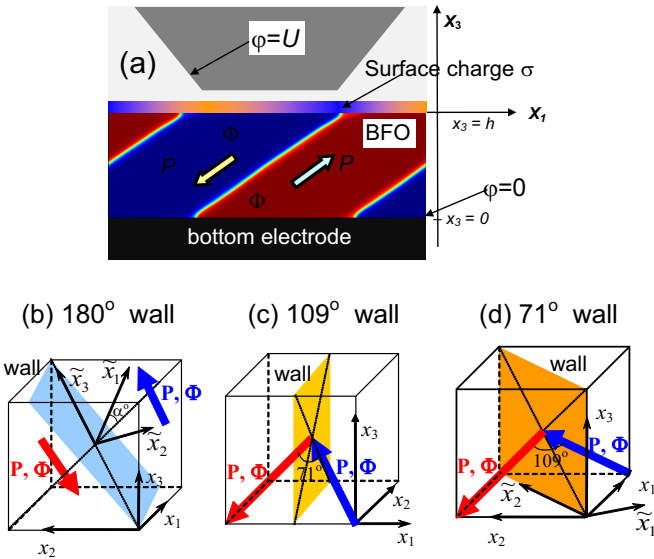 X₃
φ=U
(a)
Surface charge σ
Φ
BFO
x₃ = h
X₁
P
P
φ=0
Φ
x₃ = 0
bottom electrode
(b) 180° wall
(c) 109° wall
(d) 71° wall
wall
x̃₃
x̃₁
P, Φ
α°
x̃₂
P, Φ
x₃
x₂
x₁
wall
x₃
P, Φ
71°
P, Φ
x₂
x₁
wall
x₃
P, Φ
P, Φ
109°
x̃₂
x₁
x₂
x̃₁